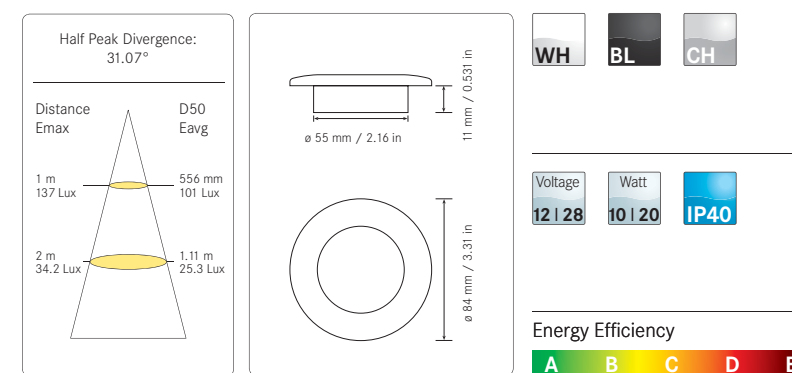 Half Peak Divergence:
31.07°
Distance
Emax
D50
Eavg
1 m
137 Lux
556 mm
101 Lux
2 m
34.2 Lux
1.11 m
25.3 Lux
11 mm / 0.531 in
ø 55 mm / 2.16 in
ø 84 mm / 3.31 in
WH
BL
CH
Voltage
12 | 28
Watt
10 | 20
IP40
Energy Efficiency
A B C D E